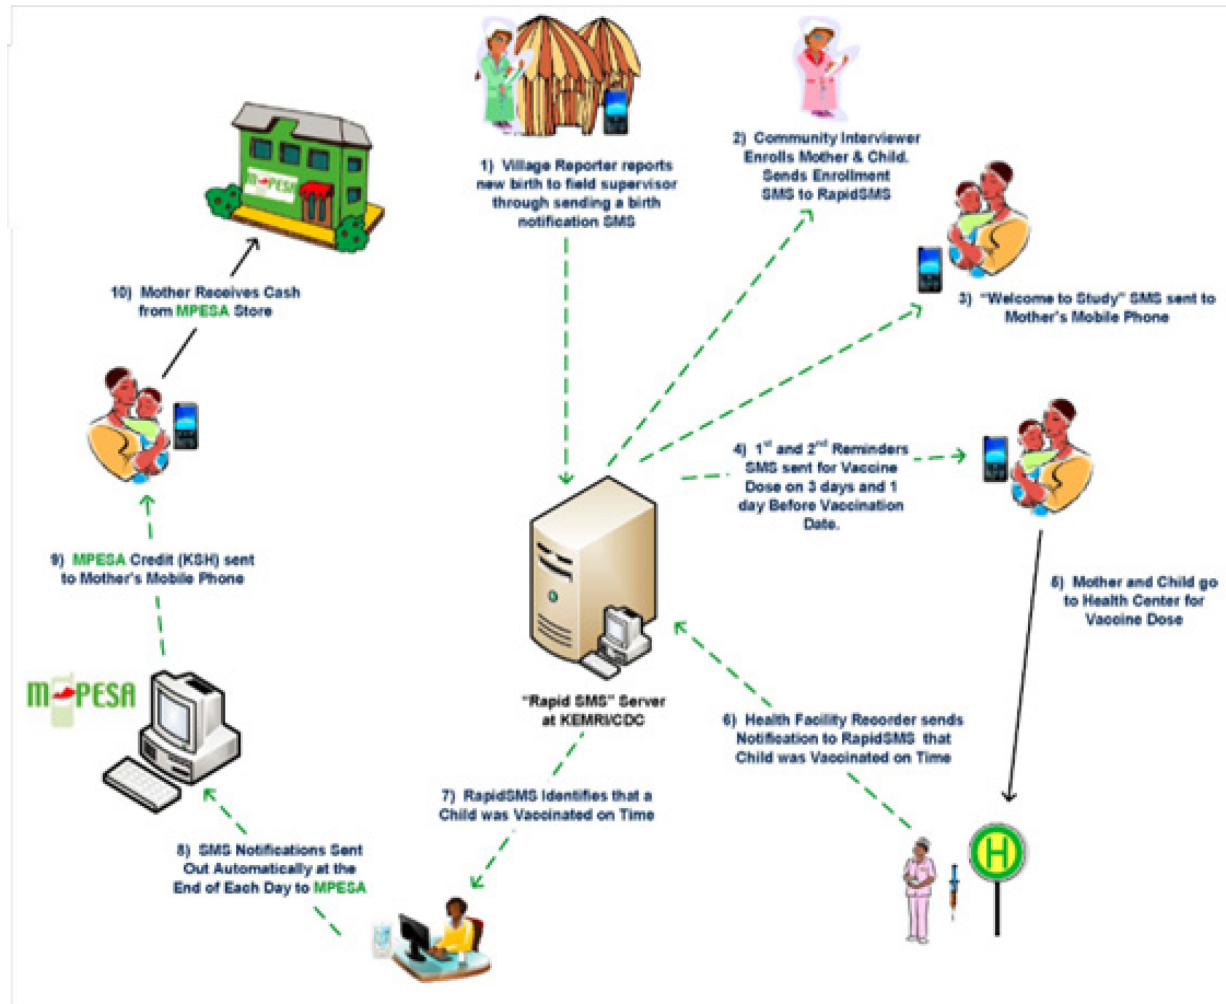 1) Village Reporter reports
new birth to field supervisor
through sending a birth
notification SMS
2) Community Interviewer
Enrolls Mother & Child.
Sends Enrollment
SMS to RapidSMS
3) "Welcome to Study" SMS sent to
Mother's Mobile Phone
4) 1st and 2nd Reminders
SMS sent for Vaccine
Dose on 3 days and 1
day Before Vaccination
Date.
5) Mother and Child go
to Health Center for
Vaccine Dose
H
6) Health Facility Recorder sends
Notification to RapidSMS that
Child was Vaccinated on Time
"Rapid SMS" Server
at KEMRI/CDC
7) RapidSMS Identifies that a
Child was Vaccinated on Time
8) SMS Notifications Sent
Out Automatically at the
End of Each Day to MPESA
M-PESA
9) MPESA Credit (KSH) sent
to Mother's Mobile Phone
10) Mother Receives Cash
from MPESA Store
M-PESA